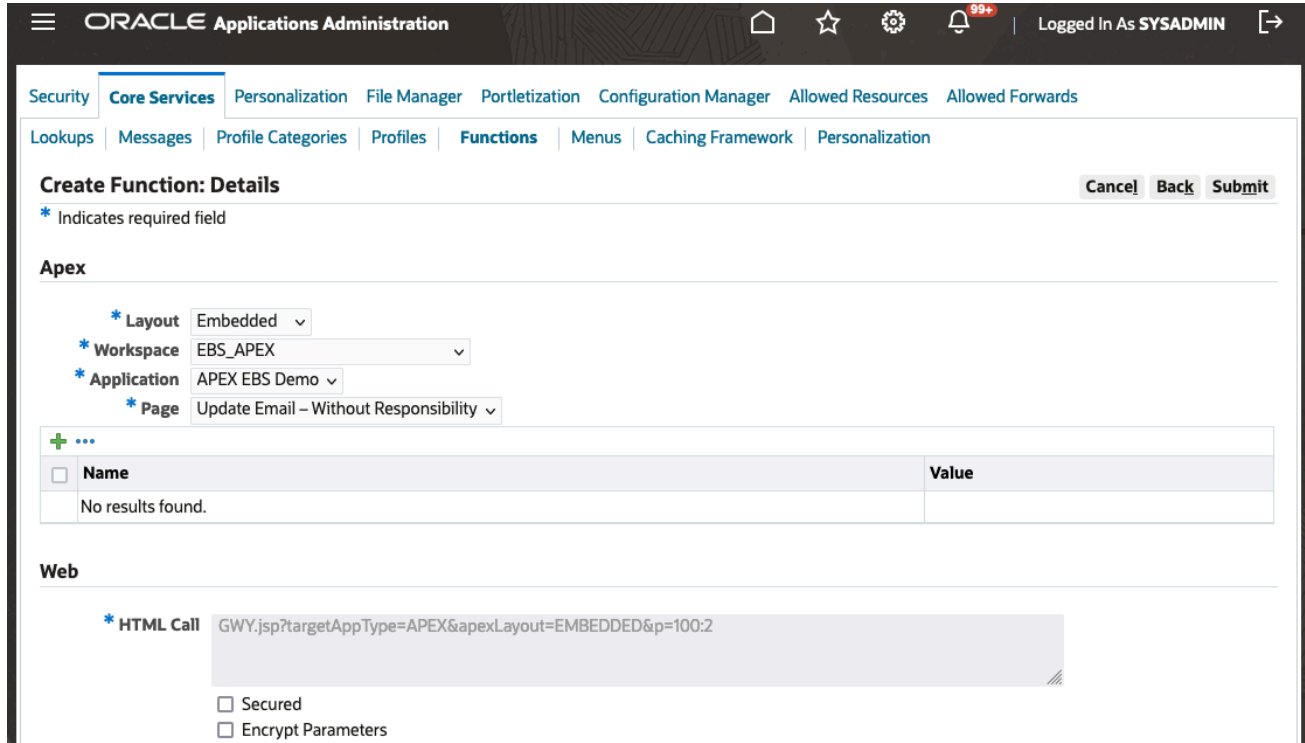 ORACLE Applications Administration 99+ Logged In As SYSADMIN
Security Core Services Personalization File Manager Portletization Configuration Manager Allowed Resources Allowed Forwards
Lookups Messages Profile Categories Profiles Functions Menus Caching Framework Personalization
Create Function: Details Cancel Back Submit
* Indicates required field
Apex
* Layout Embedded
* Workspace EBS_APEX
* Application APEX EBS Demo
* Page Update Email – Without Responsibility
Name Value
No results found.
Web
* HTML Call GWY.jsp?targetAppType=APEX&apexLayout=EMBEDDED&p=100:2
Secured
Encrypt Parameters